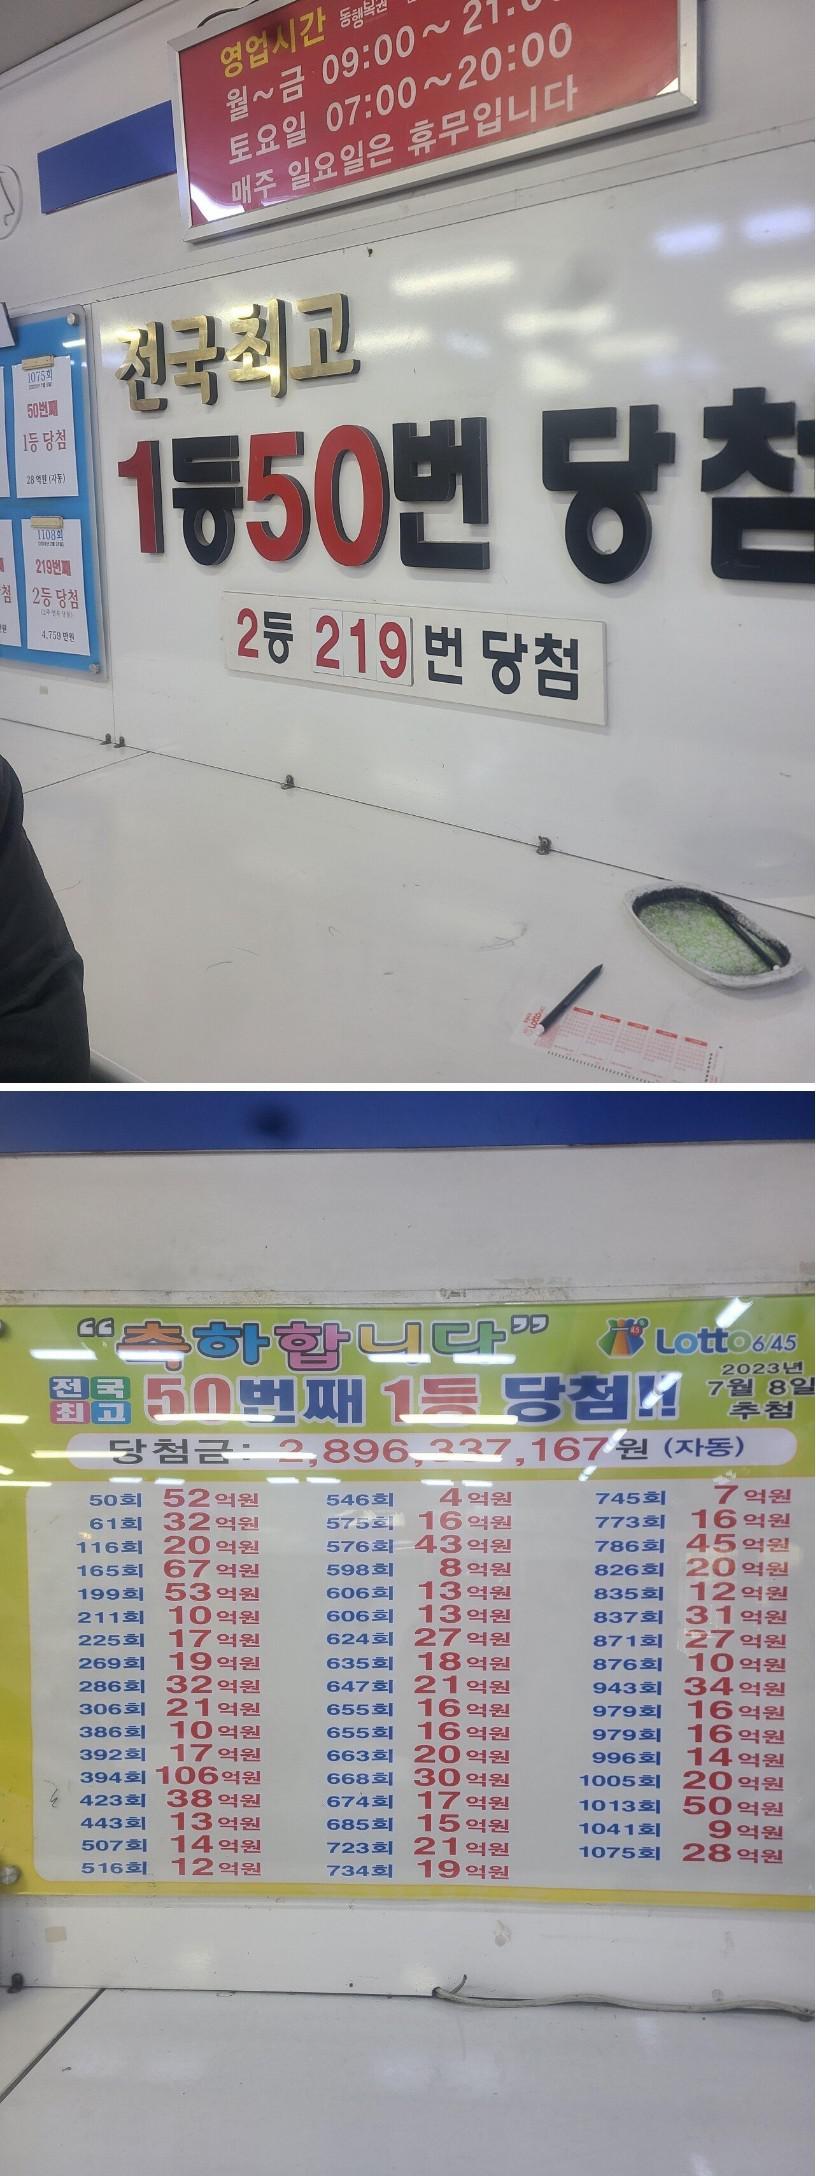 영업시간 동행복권
월~금 09:00~21:0
토요일 07:00~20:00
매주 일요일은 휴무입니다
전국최고
1등50번 당첨
2등 219 번 당첨
1075회
50번째
1등 당첨
28 억원 (자동)
1108회
219번째
2등 당첨
4,759 만원
Lotto
“축하합니다” Lotto 6/45
전국최고 50번째 1등 당첨!! 2023년 7월 8일 추첨
당첨금: 2,896,337,167원 (자동)
50회 52억원 546회 4억원 745회 7억원
61회 32억원 575회 16억원 773회 16억원
116회 20억원 576회 43억원 786회 45억원
165회 67억원 598회 8억원 826회 20억원
199회 53억원 606회 13억원 835회 12억원
211회 10억원 606회 13억원 837회 31억원
225회 17억원 624회 27억원 871회 27억원
269회 19억원 635회 18억원 876회 10억원
286회 32억원 647회 21억원 943회 34억원
306회 21억원 655회 16억원 979회 16억원
386회 10억원 655회 16억원 979회 16억원
392회 17억원 663회 20억원 996회 14억원
394회 106억원 668회 30억원 1005회 20억원
423회 38억원 674회 17억원 1013회 50억원
443회 13억원 685회 15억원 1041회 9억원
507회 14억원 723회 21억원 1075회 28억원
516회 12억원 734회 19억원